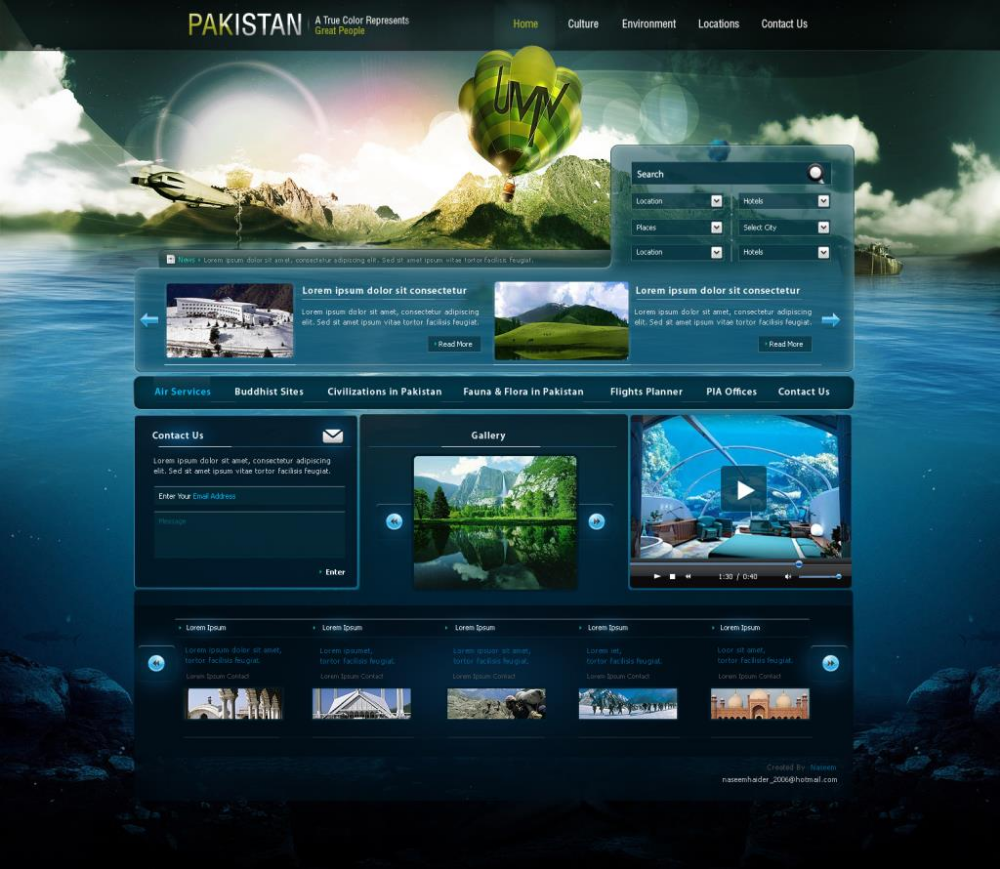 PAKISTAN
A True Color Represents
Great People
Home Culture Environment Locations Contact Us
UMN
Search
Location Hotels
Places Select City
Location Hotels
News Lorem ipsum dolor sit amet, consectetur adipiscing elit. Sed sit amet ipsum vitae tortor facilisis feugiat.
Lorem ipsum dolor sit consectetur
Lorem ipsum dolor sit amet, consectetur adipiscing
elit. Sed sit amet ipsum vitae tortor facilisis feugiat.
Read More
Lorem ipsum dolor sit consectetur
Lorem ipsum dolor sit amet, consectetur adipiscing
elit. Sed sit amet ipsum vitae tortor facilisis feugiat.
Read More
Air Services Buddhist Sites Civilizations in Pakistan Fauna & Flora in Pakistan Flights Planner PIA Offices Contact Us
Contact Us
Lorem ipsum dolor sit amet, consectetur adipiscing
elit. Sed sit amet ipsum vitae tortor facilisis feugiat.
Enter Your Email Address
Message
Enter
Gallery
1:30 / 0:40
Lorem Ipsum Lorem Ipsum Lorem Ipsum Lorem Ipsum Lorem Ipsum
Lorem ipsum dolor sit amet,
tortor facilisis feugiat.
Lorem Ipsum Contact
Lorem ipsumet,
tortor facilisis feugiat.
Lorem Ipsum Contact
Lorem ipsuor sit amet,
tortor facilisis feugiat.
Lorem Ipsum Contact
Lorem set,
tortor facilisis feugiat.
Lorem Ipsum Contact
Loor sit amet,
tortor facilisis feugiat.
Lorem Ipsum Contact
Created By Naseem
naseemhaider_2006@hotmail.com